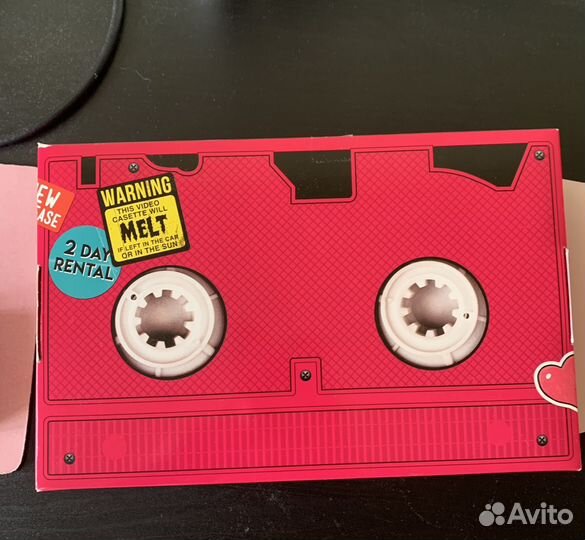 EW
EASE
2 DAY
RENTAL
WARNING
THIS VIDEO
CASETTE WILL
MELT
IF LEFT IN THE CAR
OR IN THE SUN
Avito